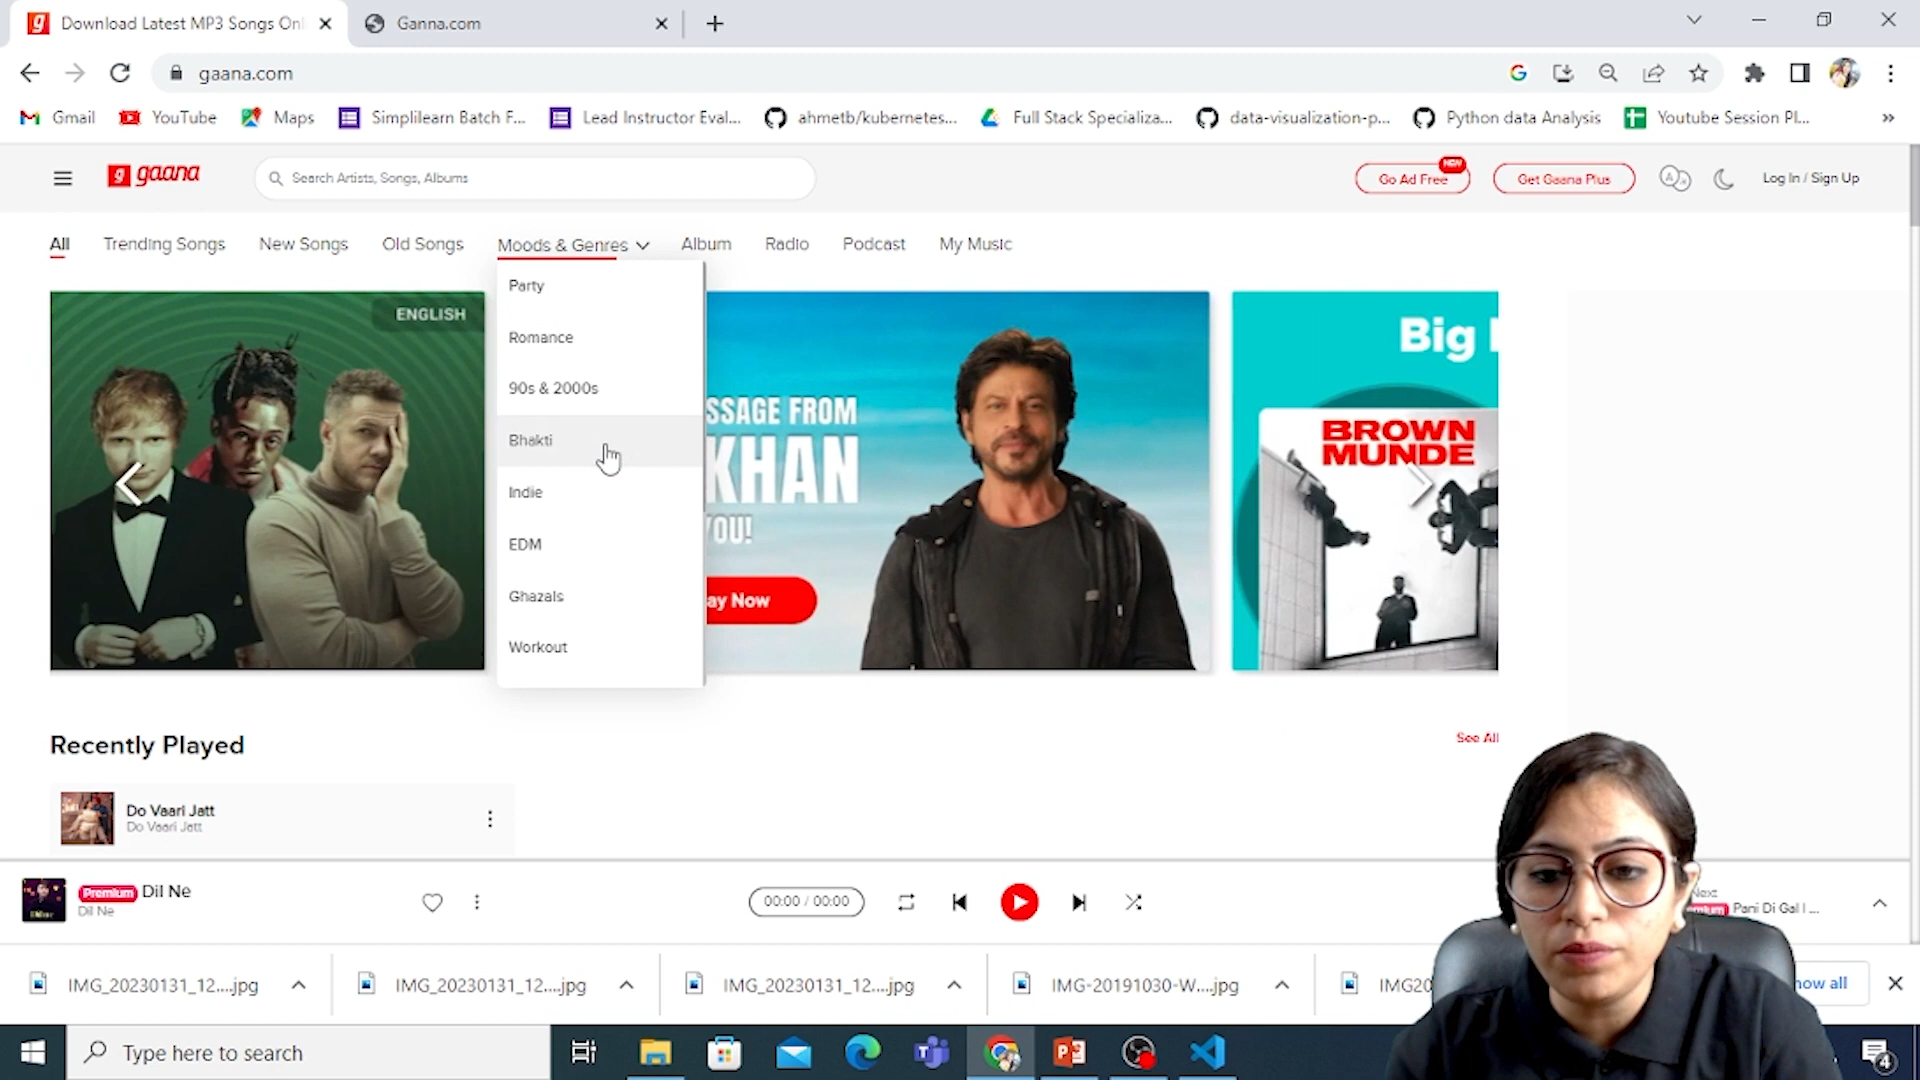 Download Latest MP3 Songs Onl
Ganna.com
gaana.com
Gmail
YouTube
Maps
Simplilearn Batch F...
Lead Instructor Eval...
ahmetb/kubernetes...
Full Stack Specializa...
data-visualization-p...
Python data Analysis
Youtube Session Pl...
gaana
Search Artists, Songs, Albums
NEW
Go Ad Free
Get Gaana Plus
Log In / Sign Up
All
Trending Songs
New Songs
Old Songs
Moods & Genres
Album
Radio
Podcast
My Music
Party
Romance
90s & 2000s
Bhakti
Indie
EDM
Ghazals
Workout
ENGLISH
SSAGE FROM
KHAN
YOU!
ay Now
Big
BROWN
MUNDE
Recently Played
See All
Do Vaari Jatt
Do Vaari Jatt
Premium Dil Ne
Dil Ne
00:00 / 00:00
Next
mium Pani Di Gal I ...
IMG_20230131_12....jpg
IMG_20230131_12....jpg
IMG_20230131_12....jpg
IMG-20191030-W....jpg
IMG20
how all
Type here to search
4